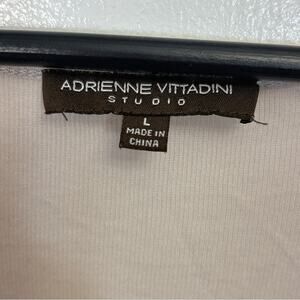 ADRIENNE VITTADINI
STUDIO
L
MADE IN
CHINA